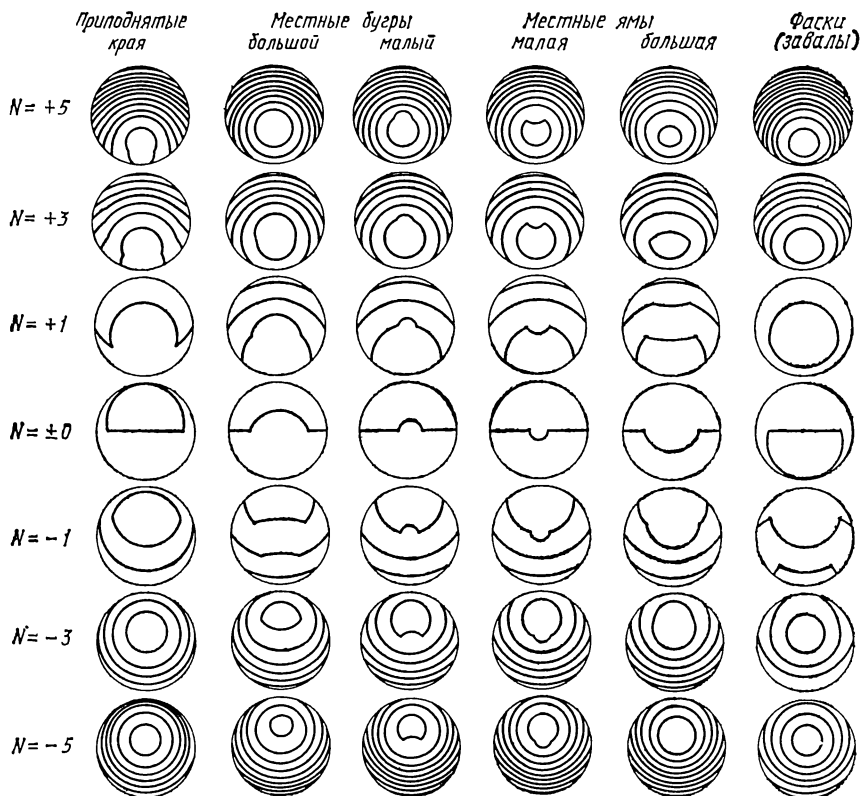 Приподнятые Местные бугры Местные ямы Фаски
края большой малый малая большая (завалы)
N = +5
N = +3
N = +1
N = ±0
N = -1
N = -3
N = -5